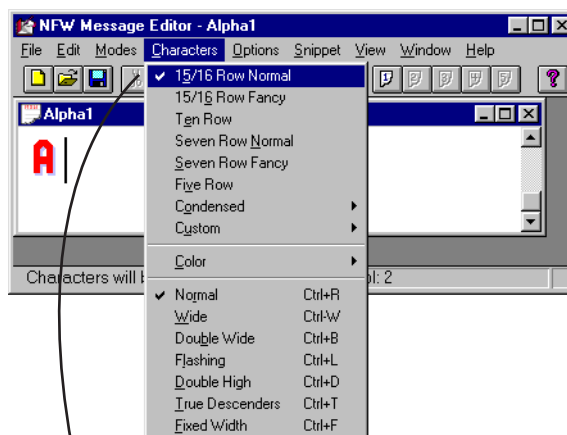 NFW Message Editor - Alpha1
File Edit Modes Characters Options Snippet View Window Help
Alpha1
A
✓ 15/16 Row Normal
15/16 Row Fancy
Ten Row
Seven Row Normal
Seven Row Fancy
Five Row
Condensed
Custom
Color
✓ Normal Ctrl+R
Wide Ctrl-W
Double Wide Ctrl+B
Flashing Ctrl+L
Double High Ctrl+D
True Descenders Ctrl+T
Fixed Width Ctrl+F
Characters will l: 2